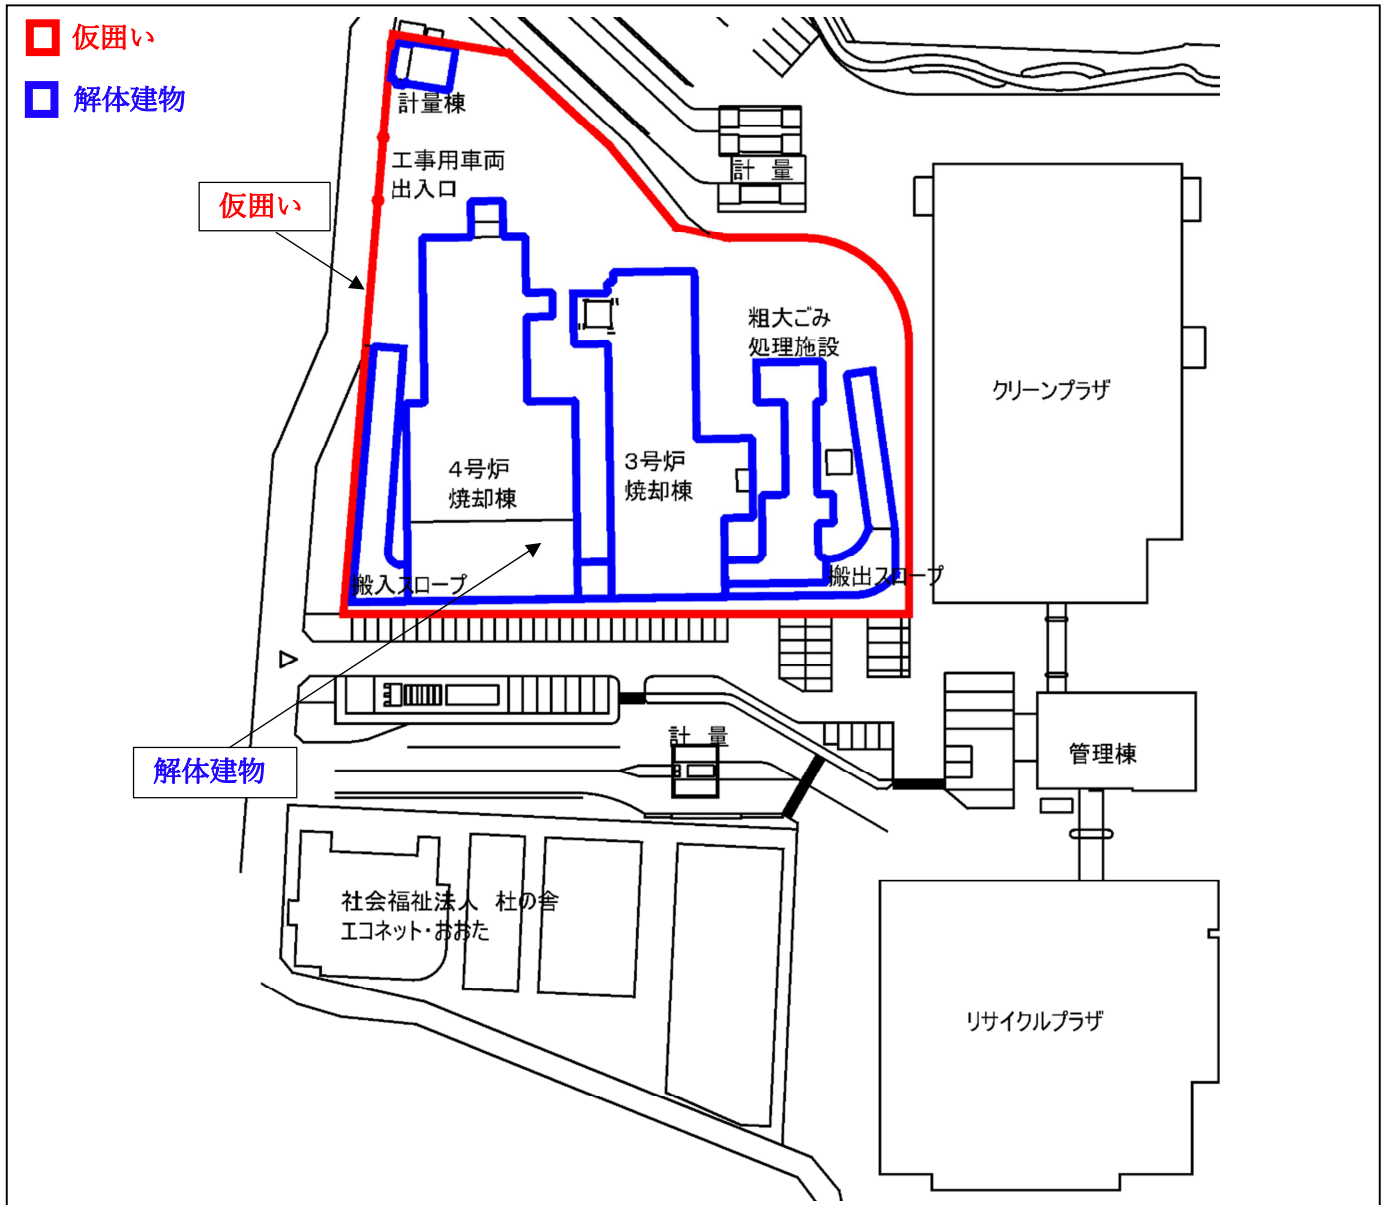 仮囲い
解体建物
計量棟
工事用車両
出入口
計 量
仮囲い
粗大ごみ
処理施設
クリーンプラザ
4号炉
焼却棟
3号炉
焼却棟
搬入スロープ
搬出スロープ
計 量
解体建物
管理棟
社会福祉法人 杜の舎
エコネット・おおた
リサイクルプラザ